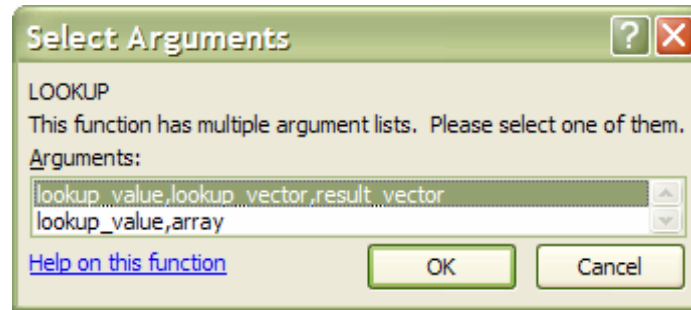 Select Arguments
LOOKUP
This function has multiple argument lists. Please select one of them.
Arguments:
lookup_value,lookup_vector,result_vector
lookup_value,array
Help on this function
OK
Cancel